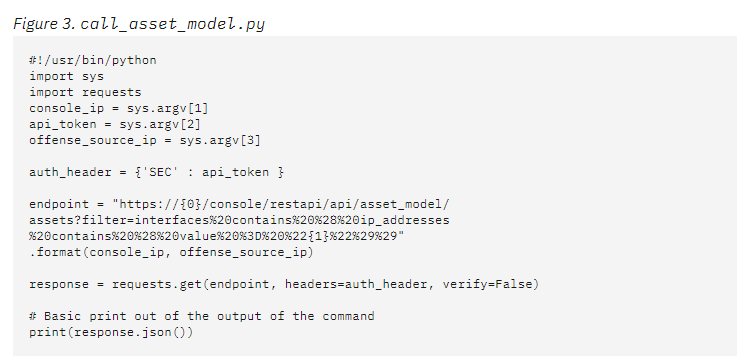 Figure 3. call_asset_model.py
#!/usr/bin/python
import sys
import requests
console_ip = sys.argv[1]
api_token = sys.argv[2]
offense_source_ip = sys.argv[3]
auth_header = {'SEC' : api_token }
endpoint = "https://{0}/console/restapi/api/asset_model/
assets?filter=interfaces%20contains%20%28%20ip_addresses
%20contains%20%28%20value%20%3D%20%22{1}%22%29%29"
.format(console_ip, offense_source_ip)
response = requests.get(endpoint, headers=auth_header, verify=False)
# Basic print out of the output of the command
print(response.json())